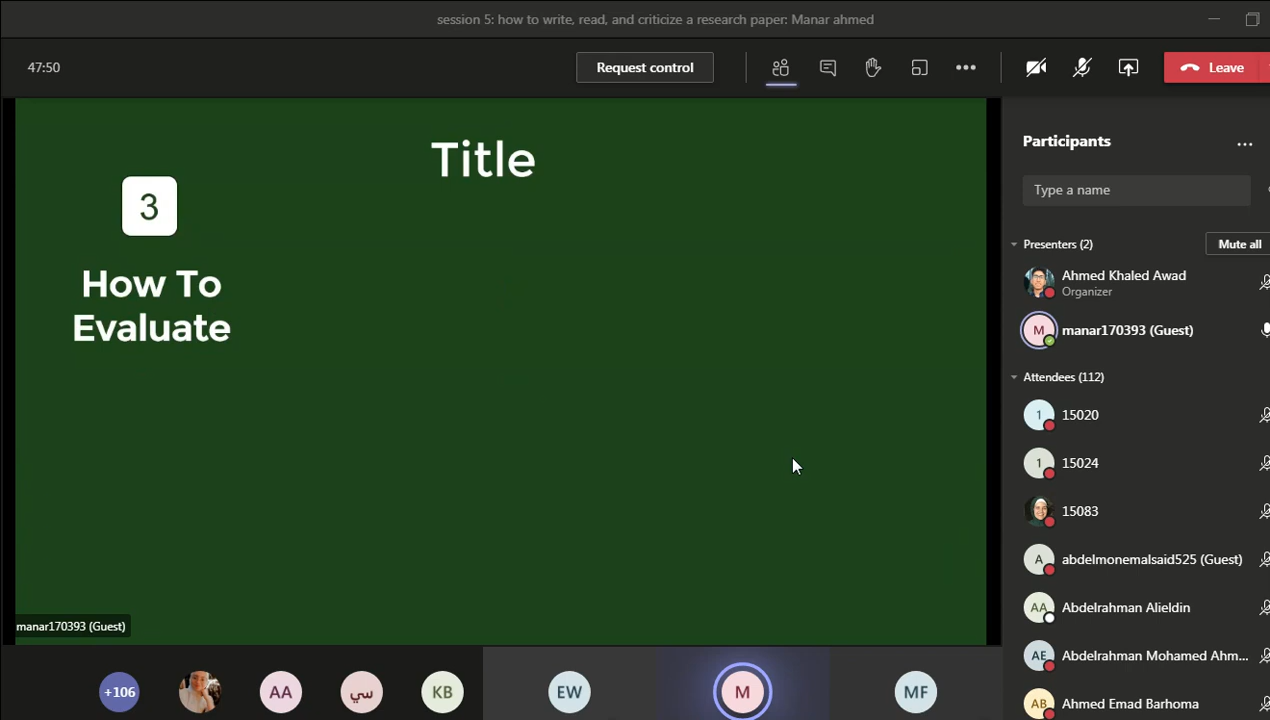 session 5: how to write, read, and criticize a research paper: Manar ahmed
47:50
Request control
Leave
Title
3
How To
Evaluate
manar170393 (Guest)
+106
AA
سي
KB
EW
M
MF
Participants
Type a name
Presenters (2)
Mute all
Ahmed Khaled Awad
Organizer
M
manar170393 (Guest)
Attendees (112)
1
15020
1
15024
15083
A
abdelmonemalsaid525 (Guest)
AA
Abdelrahman Alieldin
AE
Abdelrahman Mohamed Ahm...
AB
Ahmed Emad Barhoma